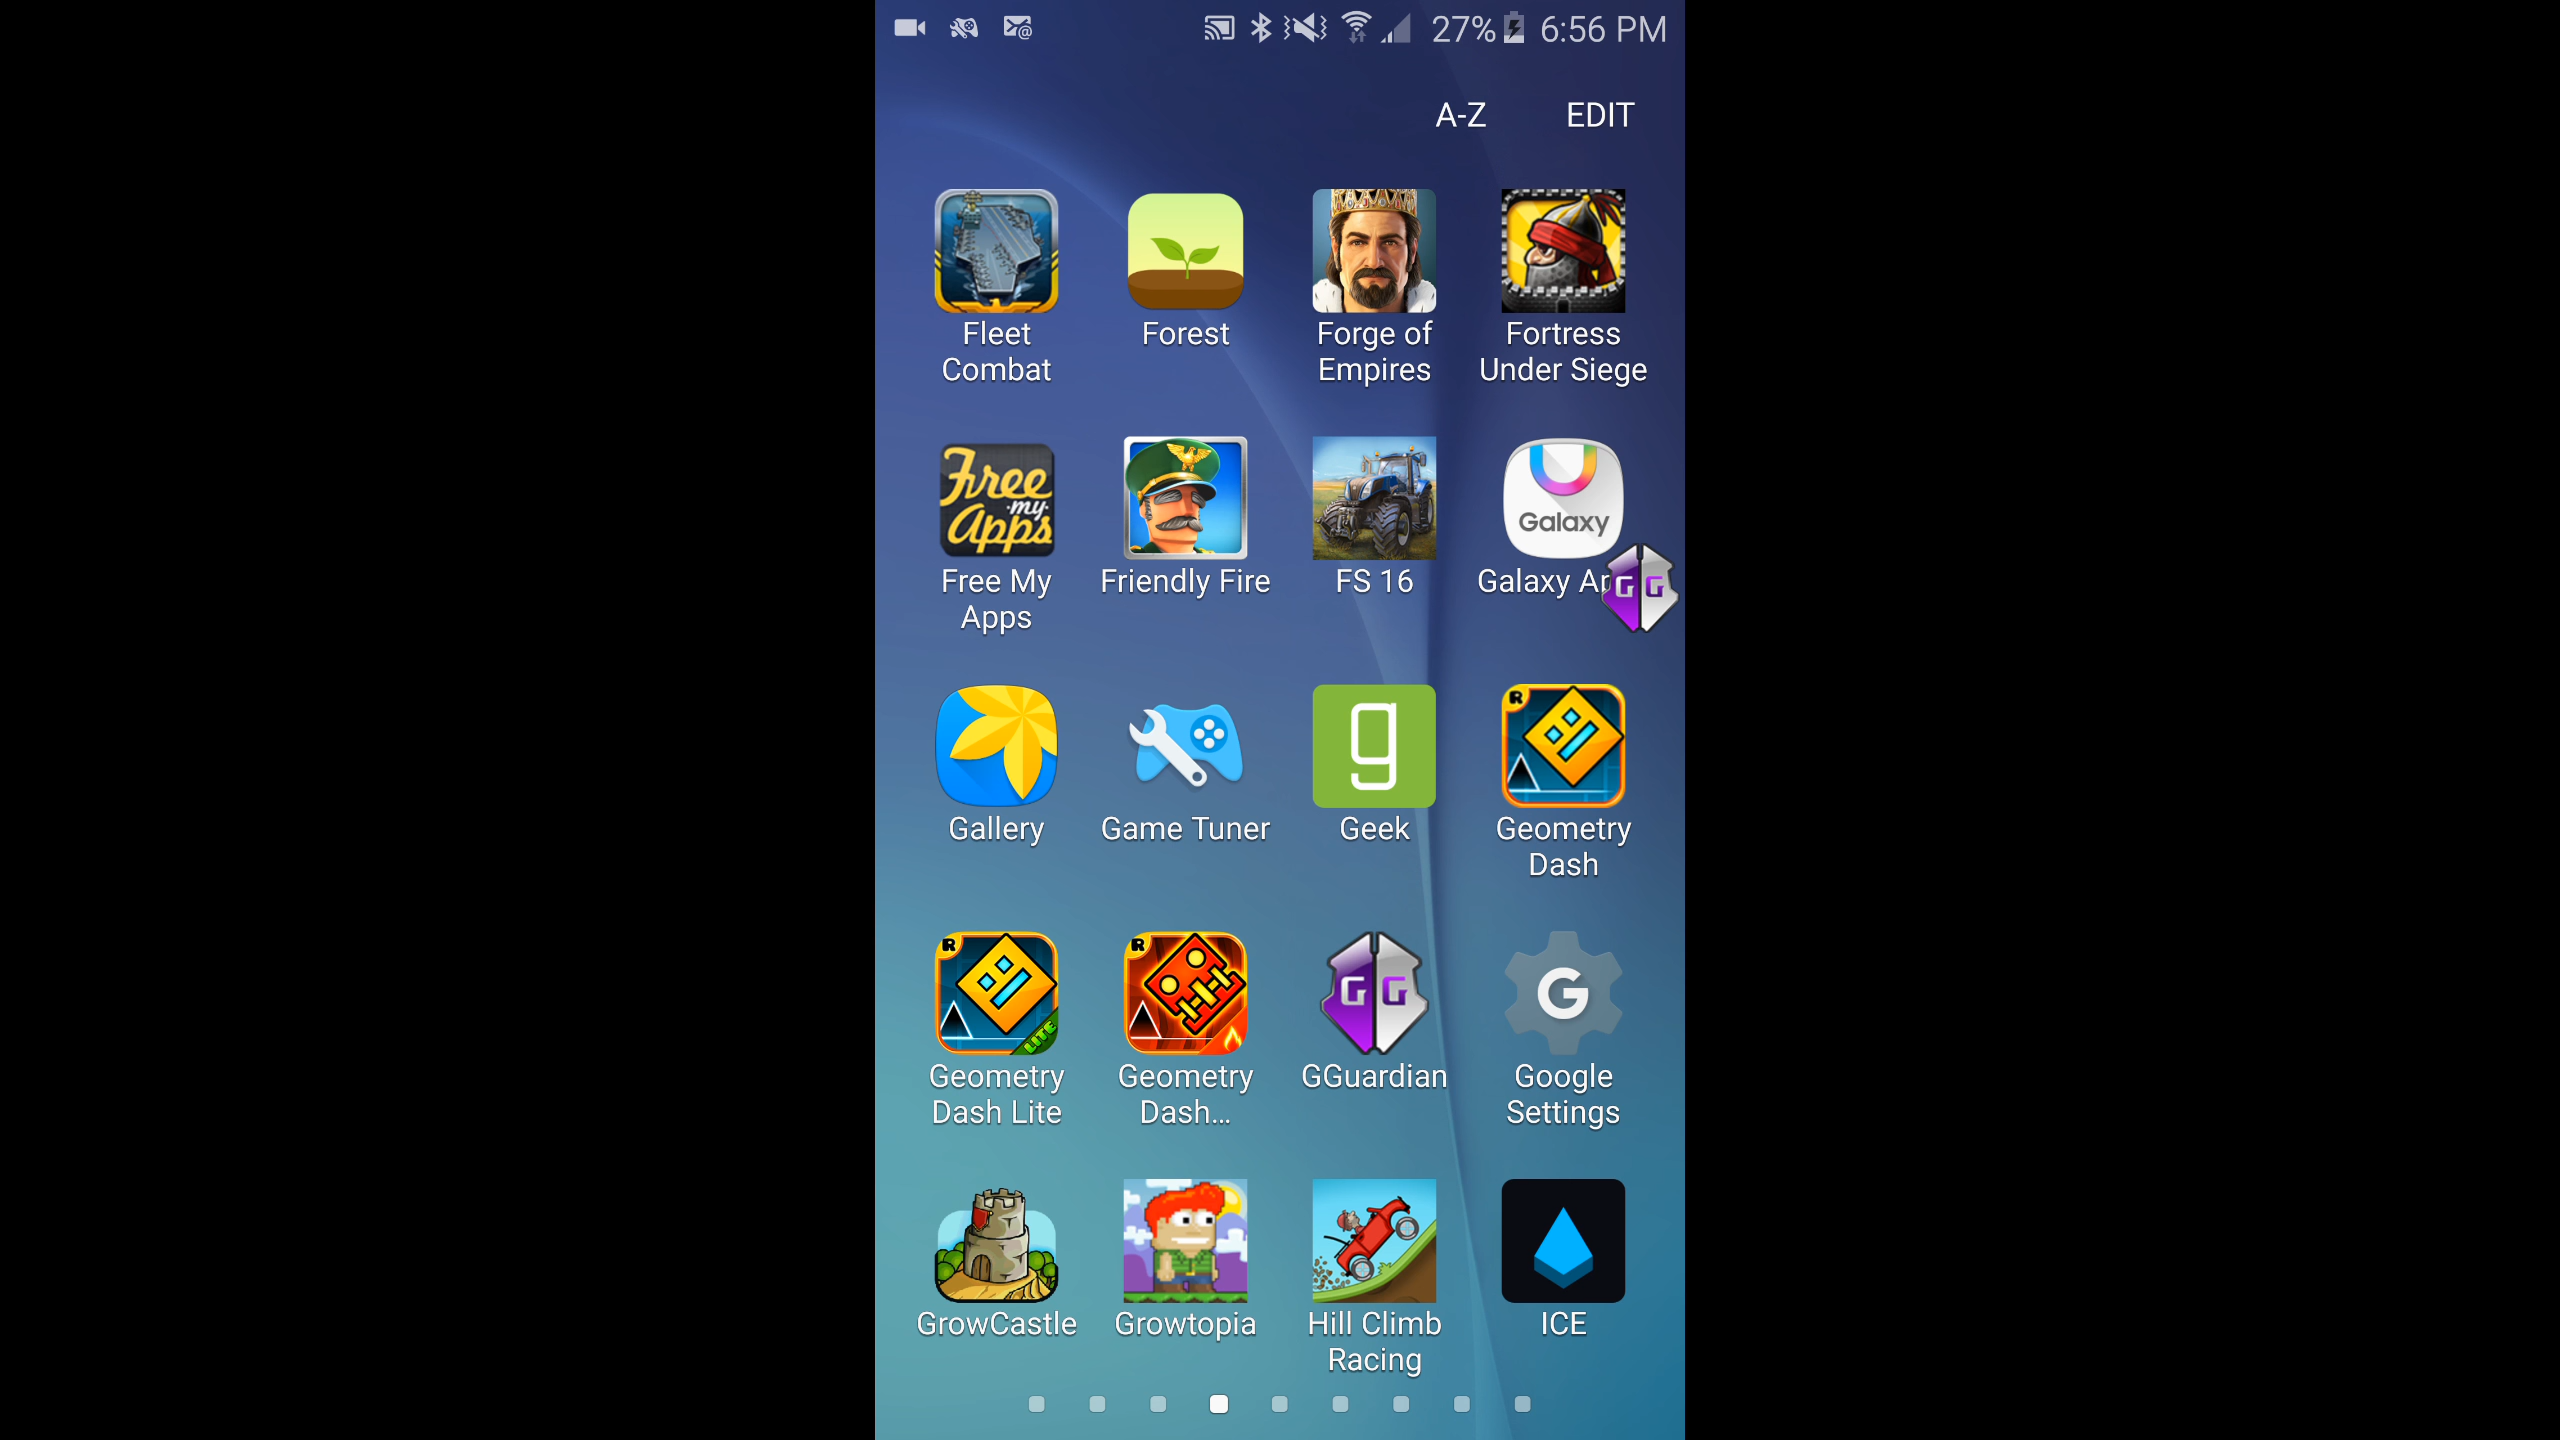 27% 6:56 PM
A-Z EDIT
Fleet Combat
Forest
Forge of Empires
Fortress Under Siege
Free my Apps
Galaxy
Free My Apps
Friendly Fire
FS 16
Galaxy
R
g
Gallery
Game Tuner
Geek
Geometry Dash
R
LITE
R
G G
G G
G
Geometry Dash Lite
Geometry Dash...
GGuardian
Google Settings
GrowCastle
Growtopia
Hill Climb Racing
ICE